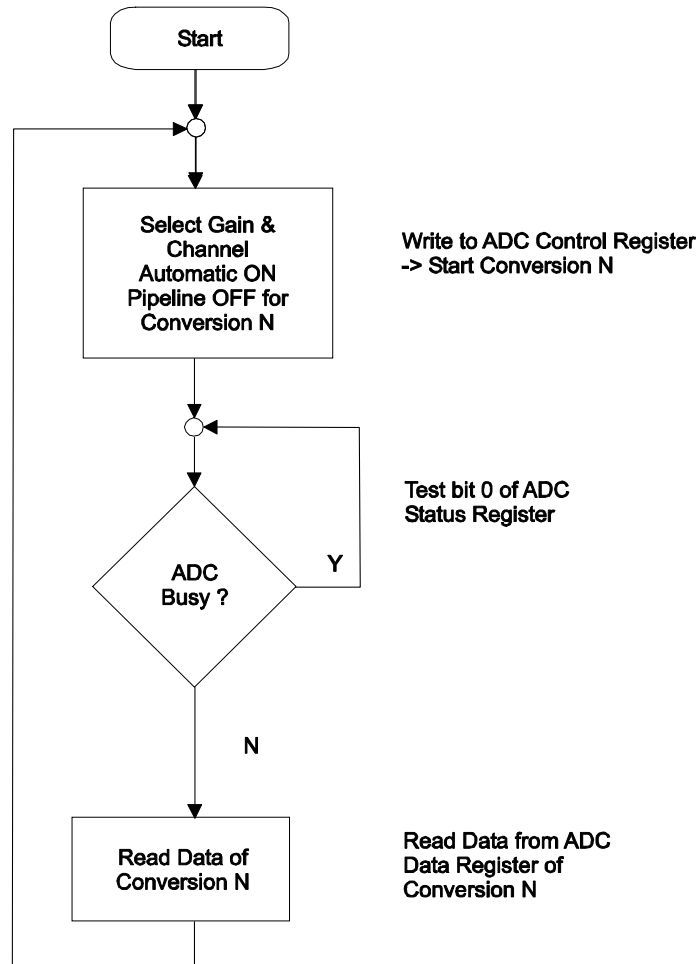 Start
Select Gain &
Channel
Automatic ON
Pipeline OFF for
Conversion N
Write to ADC Control Register
-> Start Conversion N
Test bit 0 of ADC
Status Register
ADC
Busy ?
Y
N
Read Data of
Conversion N
Read Data from ADC
Data Register of
Conversion N